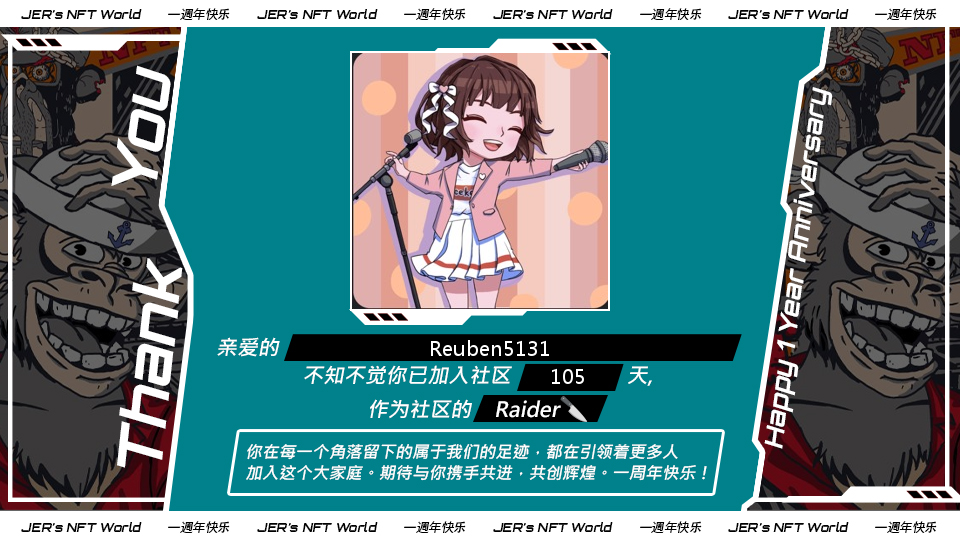 JER's NFT World 一週年快乐 JER's NFT World 一週年快乐 JER's NFT World 一週年快乐 JER's NFT World 一週年快乐
Thank You
亲爱的 Reuben5131
不知不觉你已加入社区 105 天,
作为社区的 Raider
你在每一个角落留下的属于我们的足迹，都在引领着更多人
加入这个大家庭。期待与你携手共进，共创辉煌。一周年快乐！
Happy 1 Year Anniversary
JER's NFT World 一週年快乐 JER's NFT World 一週年快乐 JER's NFT World 一週年快乐 JER's NFT World 一週年快乐